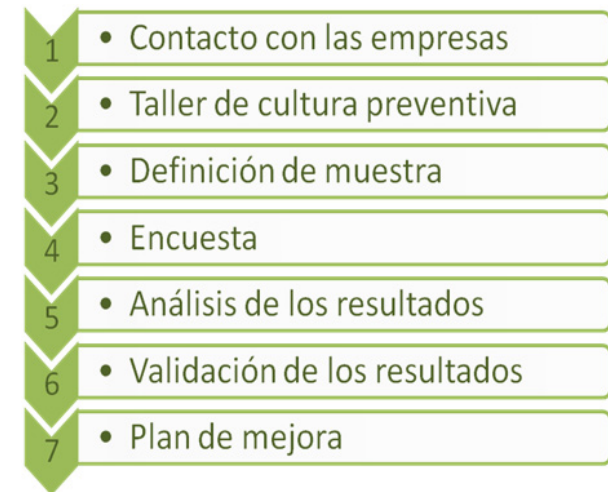 1 • Contacto con las empresas
2 • Taller de cultura preventiva
3 • Definición de muestra
4 • Encuesta
5 • Análisis de los resultados
6 • Validación de los resultados
7 • Plan de mejora